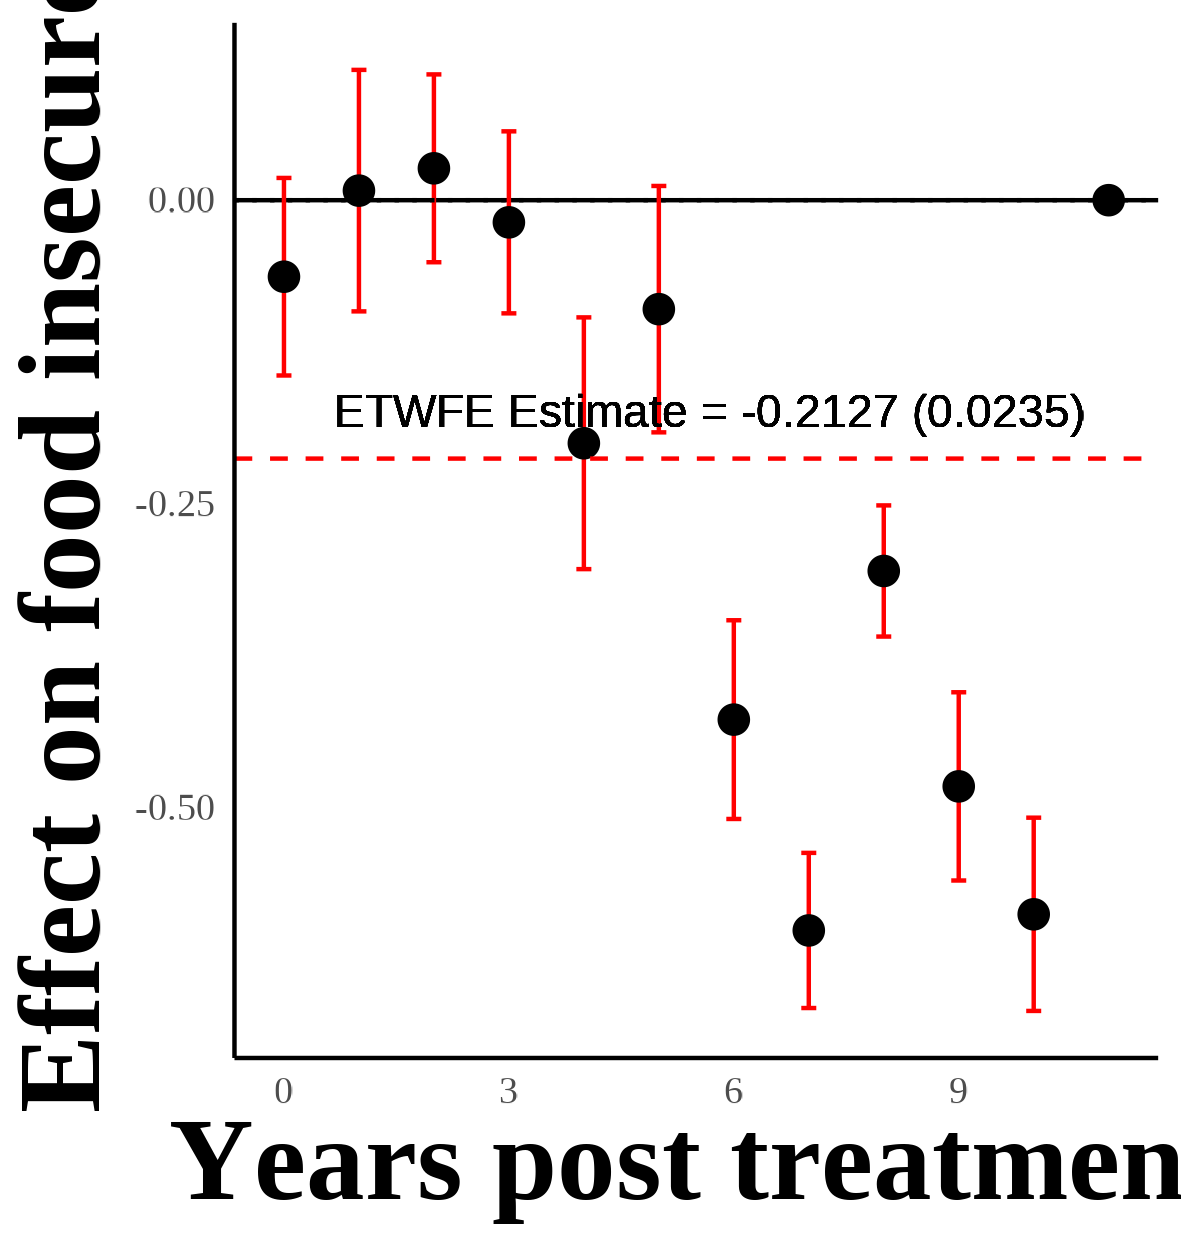 Effect on food insecur
0.00
-0.25
-0.50
ETWFE Estimate = -0.2127 (0.0235)
0
3
6
9
Years post treatmen